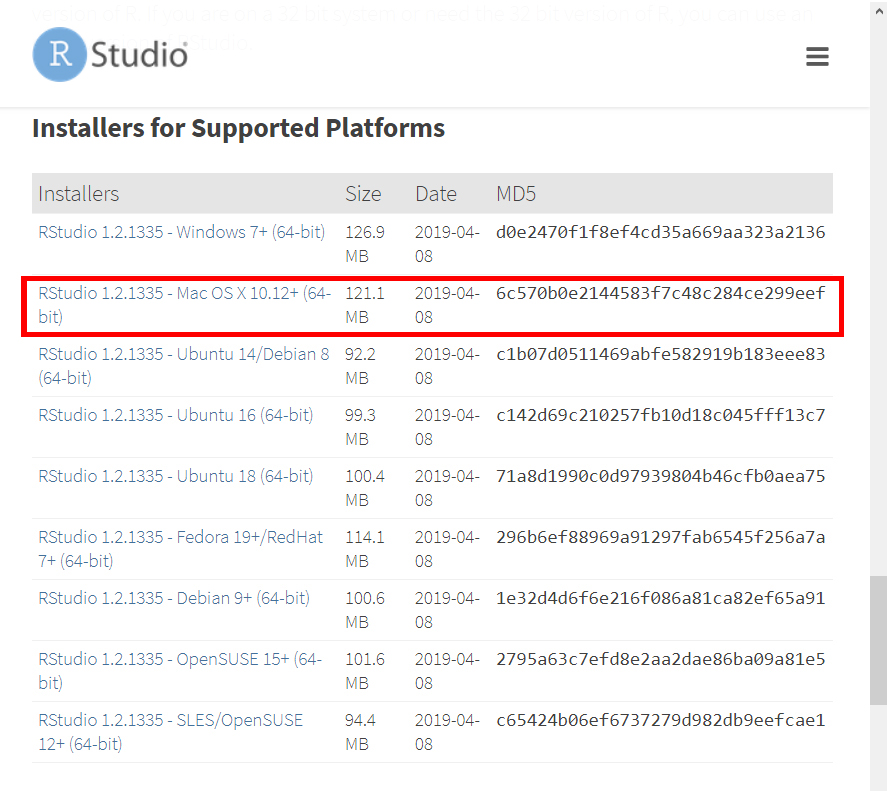 version of R. If you are on a 32 bit system or need the 32 bit version of R, you can use an
R Studio
Installers for Supported Platforms
Installers Size Date MD5
RStudio 1.2.1335 - Windows 7+ (64-bit) 126.9 2019-04- d0e2470f1f8ef4cd35a669aa323a2136
MB 08
RStudio 1.2.1335 - Mac OS X 10.12+ (64- 121.1 2019-04- 6c570b0e2144583f7c48c284ce299eef
bit) MB 08
RStudio 1.2.1335 - Ubuntu 14/Debian 8 92.2 2019-04- c1b07d0511469abfe582919b183eee83
(64-bit) MB 08
RStudio 1.2.1335 - Ubuntu 16 (64-bit) 99.3 2019-04- c142d69c210257fb10d18c045fff13c7
MB 08
RStudio 1.2.1335 - Ubuntu 18 (64-bit) 100.4 2019-04- 71a8d1990c0d97939804b46cfb0aea75
MB 08
RStudio 1.2.1335 - Fedora 19+/RedHat 114.1 2019-04- 296b6ef88969a91297fab6545f256a7a
7+ (64-bit) MB 08
RStudio 1.2.1335 - Debian 9+ (64-bit) 100.6 2019-04- 1e32d4d6f6e216f086a81ca82ef65a91
MB 08
RStudio 1.2.1335 - OpenSUSE 15+ (64- 101.6 2019-04- 2795a63c7efd8e2aa2dae86ba09a81e5
bit) MB 08
RStudio 1.2.1335 - SLES/OpenSUSE 94.4 2019-04- c65424b06ef6737279d982db9eefcae1
12+ (64-bit) MB 08